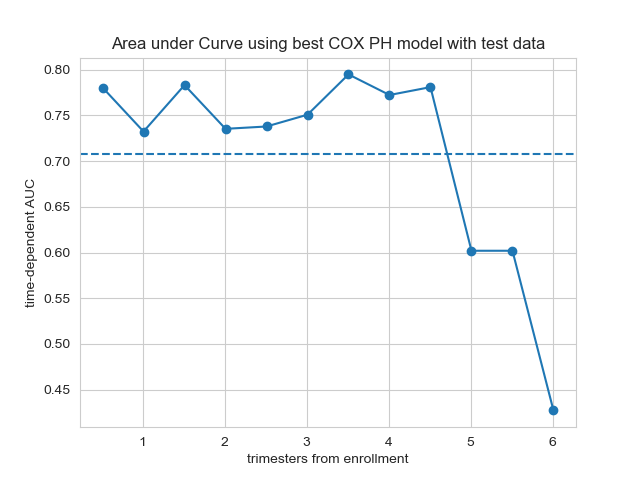 Area under Curve using best COX PH model with test data
time-dependent AUC
0.80
0.75
0.70
0.65
0.60
0.55
0.50
0.45
1 2 3 4 5 6
trimesters from enrollment